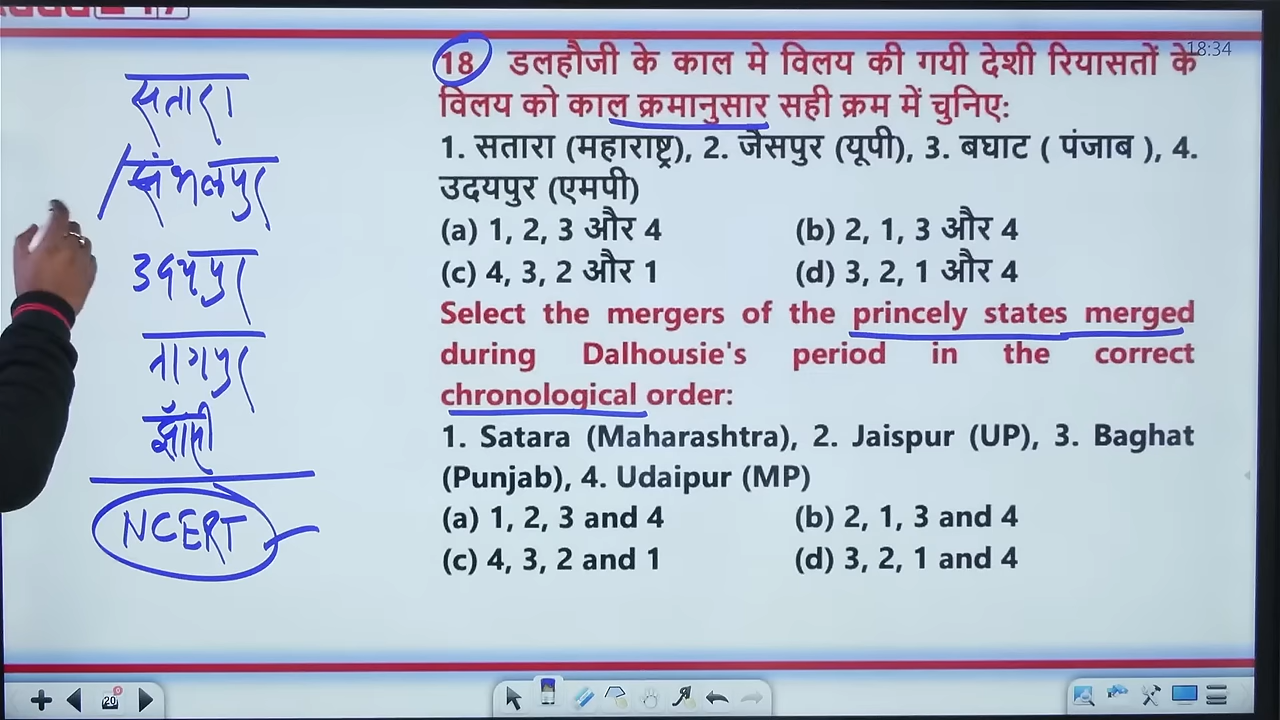 18:34
18 डलहौजी के काल मे विलय की गयी देशी रियासतों के
विलय को काल क्रमानुसार सही क्रम में चुनिए:
1. सतारा (महाराष्ट्र), 2. जैसपुर (यूपी), 3. बघाट ( पंजाब ), 4.
उदयपुर (एमपी)
(a) 1, 2, 3 और 4 (b) 2, 1, 3 और 4
(c) 4, 3, 2 और 1 (d) 3, 2, 1 और 4
Select the mergers of the princely states merged
during Dalhousie's period in the correct
chronological order:
1. Satara (Maharashtra), 2. Jaispur (UP), 3. Baghat
(Punjab), 4. Udaipur (MP)
(a) 1, 2, 3 and 4 (b) 2, 1, 3 and 4
(c) 4, 3, 2 and 1 (d) 3, 2, 1 and 4
सतारा
संभलपुर
उदयपुर
नागपुर
झाँसी
NCERT
20